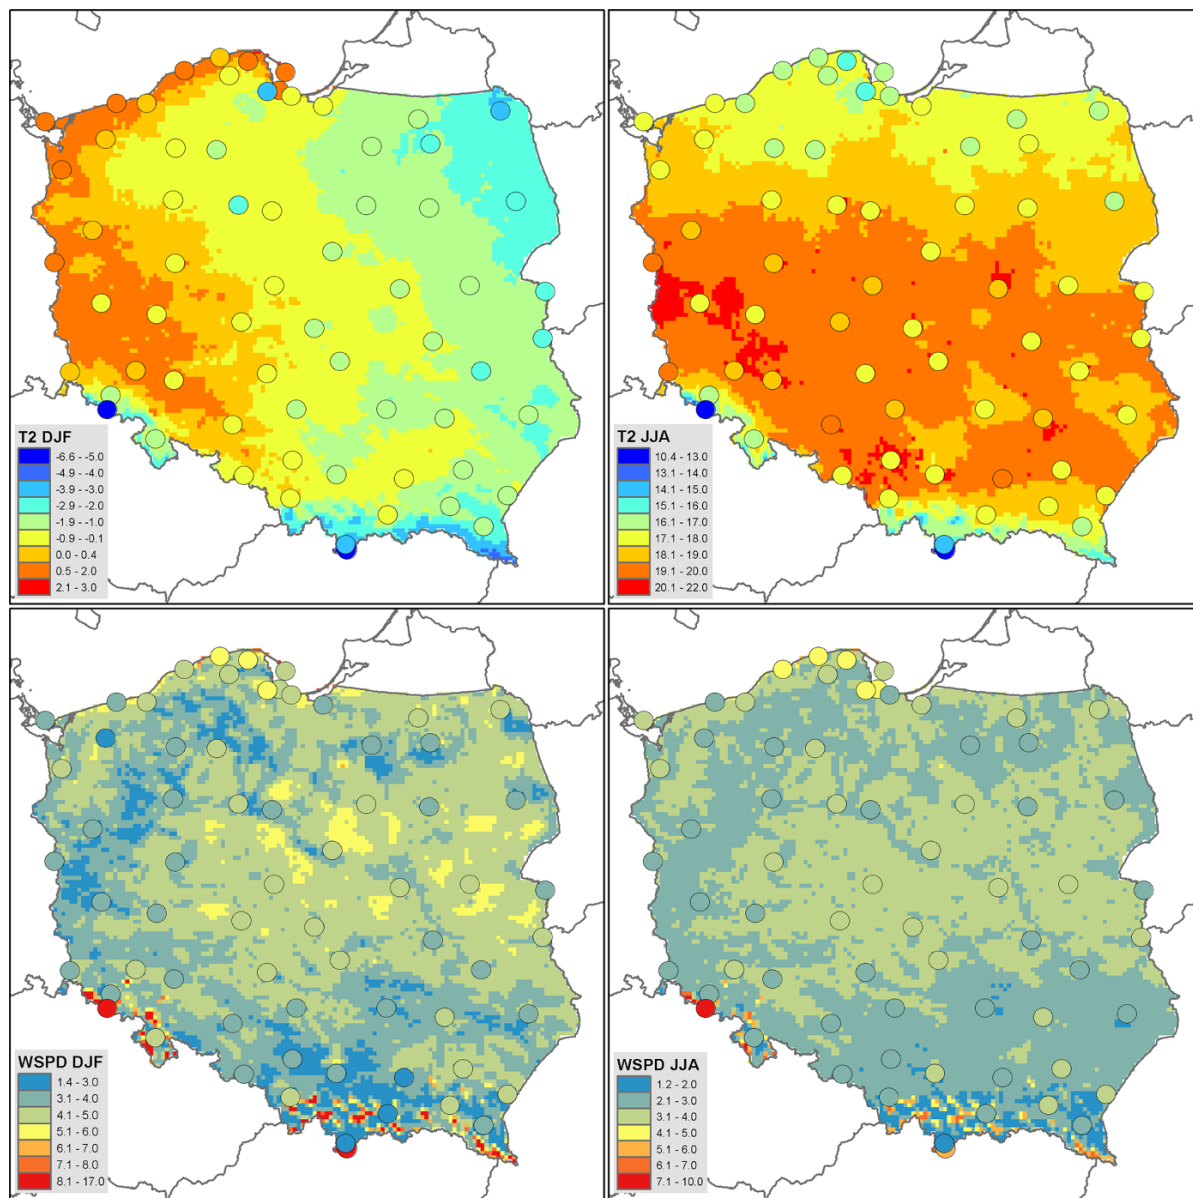 T2 DJF
-6.6 - -5.0
-4.9 - -4.0
-3.9 - -3.0
-2.9 - -2.0
-1.9 - -1.0
-0.9 - -0.1
0.0 - 0.4
0.5 - 2.0
2.1 - 3.0
T2 JJA
10.4 - 13.0
13.1 - 14.0
14.1 - 15.0
15.1 - 16.0
16.1 - 17.0
17.1 - 18.0
18.1 - 19.0
19.1 - 20.0
20.1 - 22.0
WSPD DJF
1.4 - 3.0
3.1 - 4.0
4.1 - 5.0
5.1 - 6.0
6.1 - 7.0
7.1 - 8.0
8.1 - 17.0
WSPD JJA
1.2 - 2.0
2.1 - 3.0
3.1 - 4.0
4.1 - 5.0
5.1 - 6.0
6.1 - 7.0
7.1 - 10.0